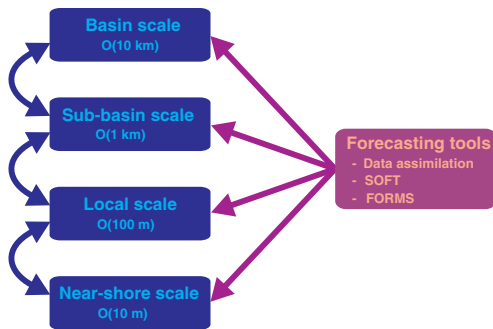 Basin scale
O(10 km)
Sub-basin scale
O(1 km)
Local scale
O(100 m)
Near-shore scale
O(10 m)
Forecasting tools
- Data assimilation
- SOFT
- FORMS